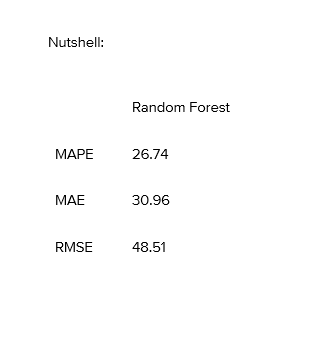 Nutshell:
Random Forest
MAPE 26.74
MAE 30.96
RMSE 48.51